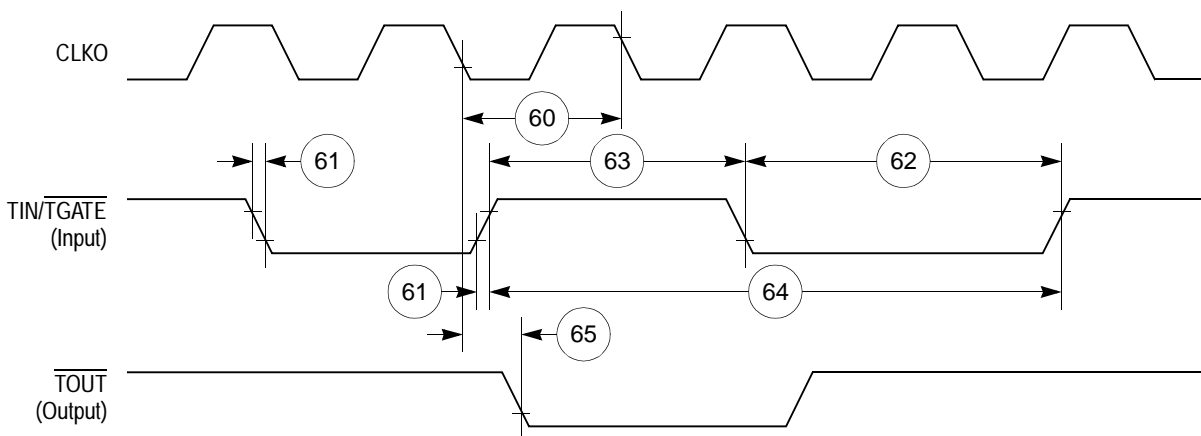 CLKO
60
61
63
62
TIN/TGATE
(Input)
61
64
65
TOUT
(Output)